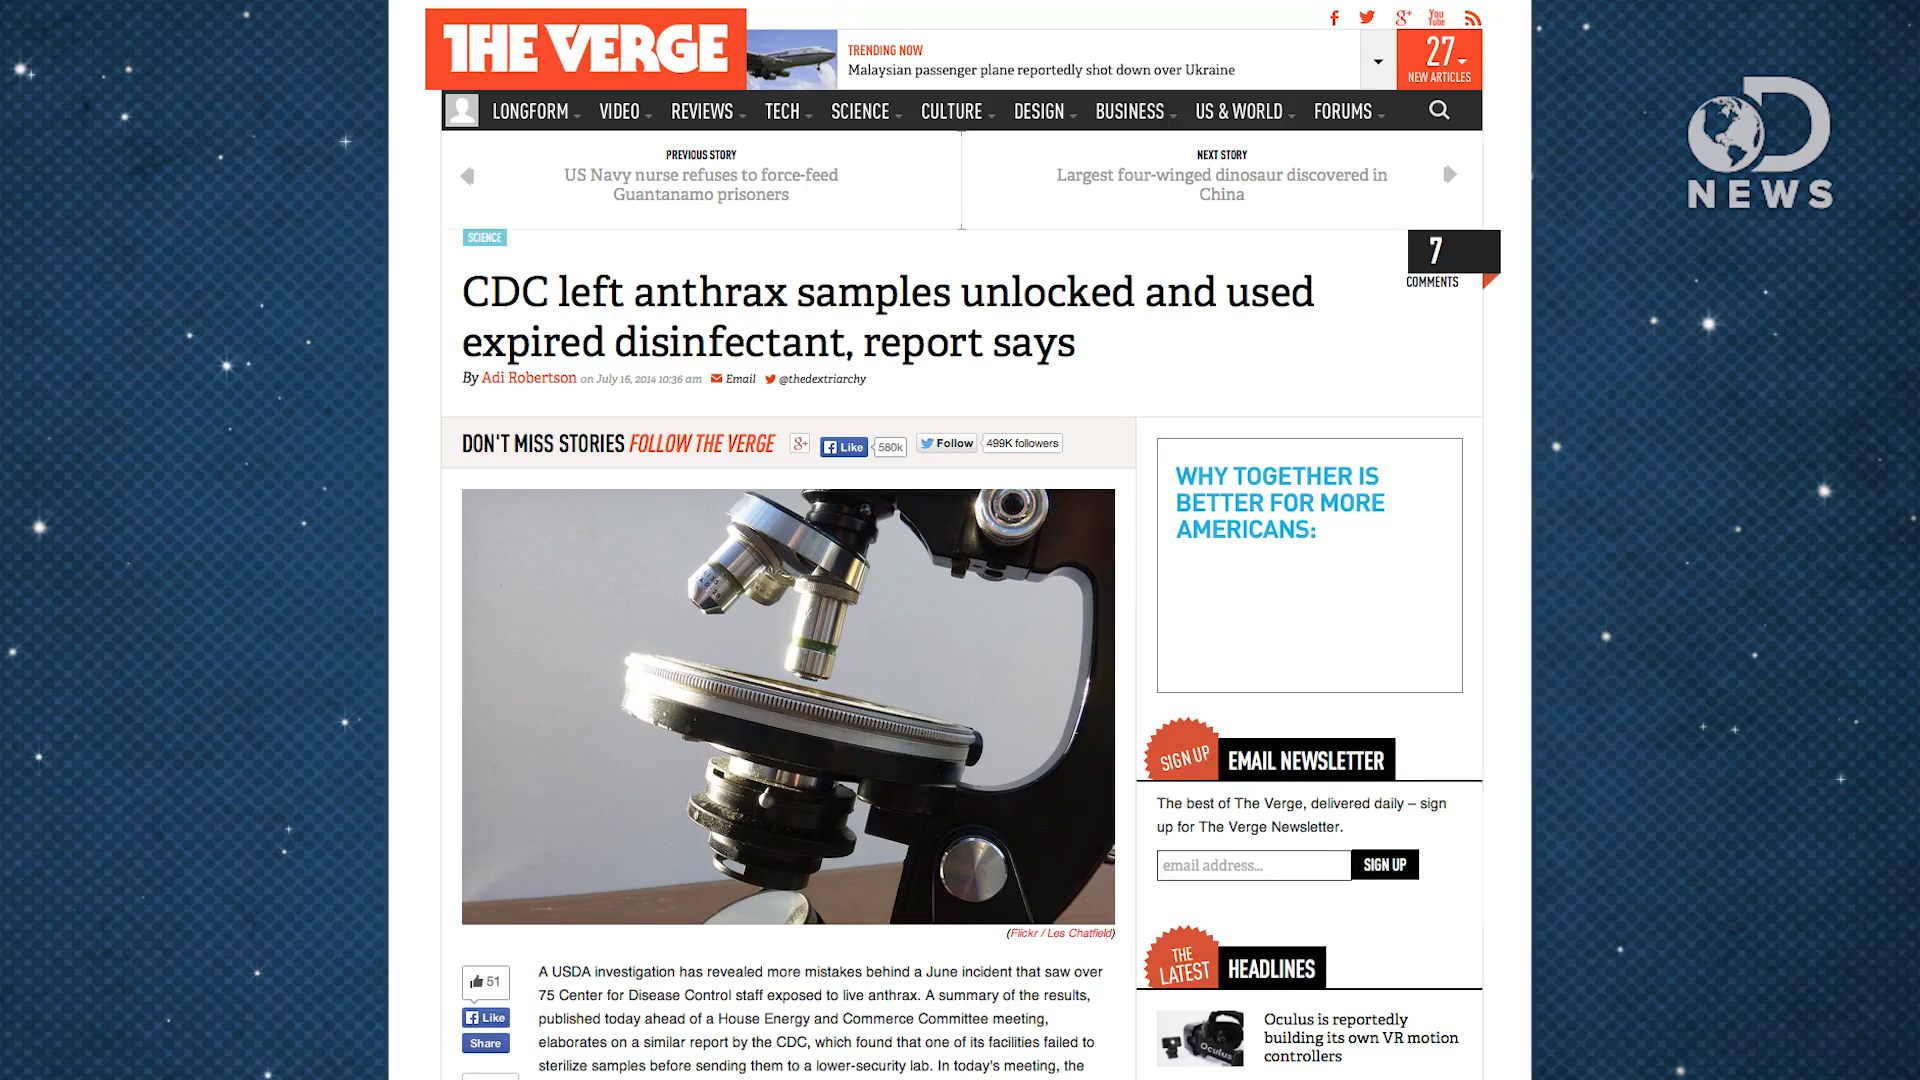 THE VERGE
TRENDING NOW
Malaysian passenger plane reportedly shot down over Ukraine
g+
You
Tube
27
NEW ARTICLES
LONGFORM VIDEO REVIEWS TECH SCIENCE CULTURE DESIGN BUSINESS US & WORLD FORUMS
PREVIOUS STORY
US Navy nurse refuses to force-feed
Guantanamo prisoners
NEXT STORY
Largest four-winged dinosaur discovered in
China
D
NEWS
SCIENCE
7
COMMENTS
CDC left anthrax samples unlocked and used
expired disinfectant, report says
By Adi Robertson on July 16, 2014 10:36 am Email @thedextriarchy
DON'T MISS STORIES FOLLOW THE VERGE g+ Like 580k Follow 499K followers
WHY TOGETHER IS
BETTER FOR MORE
AMERICANS:
(Flickr / Les Chatfield)
51
Like
Share
A USDA investigation has revealed more mistakes behind a June incident that saw over
75 Center for Disease Control staff exposed to live anthrax. A summary of the results,
published today ahead of a House Energy and Commerce Committee meeting,
elaborates on a similar report by the CDC, which found that one of its facilities failed to
sterilize samples before sending them to a lower-security lab. In today's meeting, the
SIGN UP EMAIL NEWSLETTER
The best of The Verge, delivered daily – sign
up for The Verge Newsletter.
email address... SIGN UP
THE
LATEST HEADLINES
Oculus
Oculus is reportedly
building its own VR motion
controllers